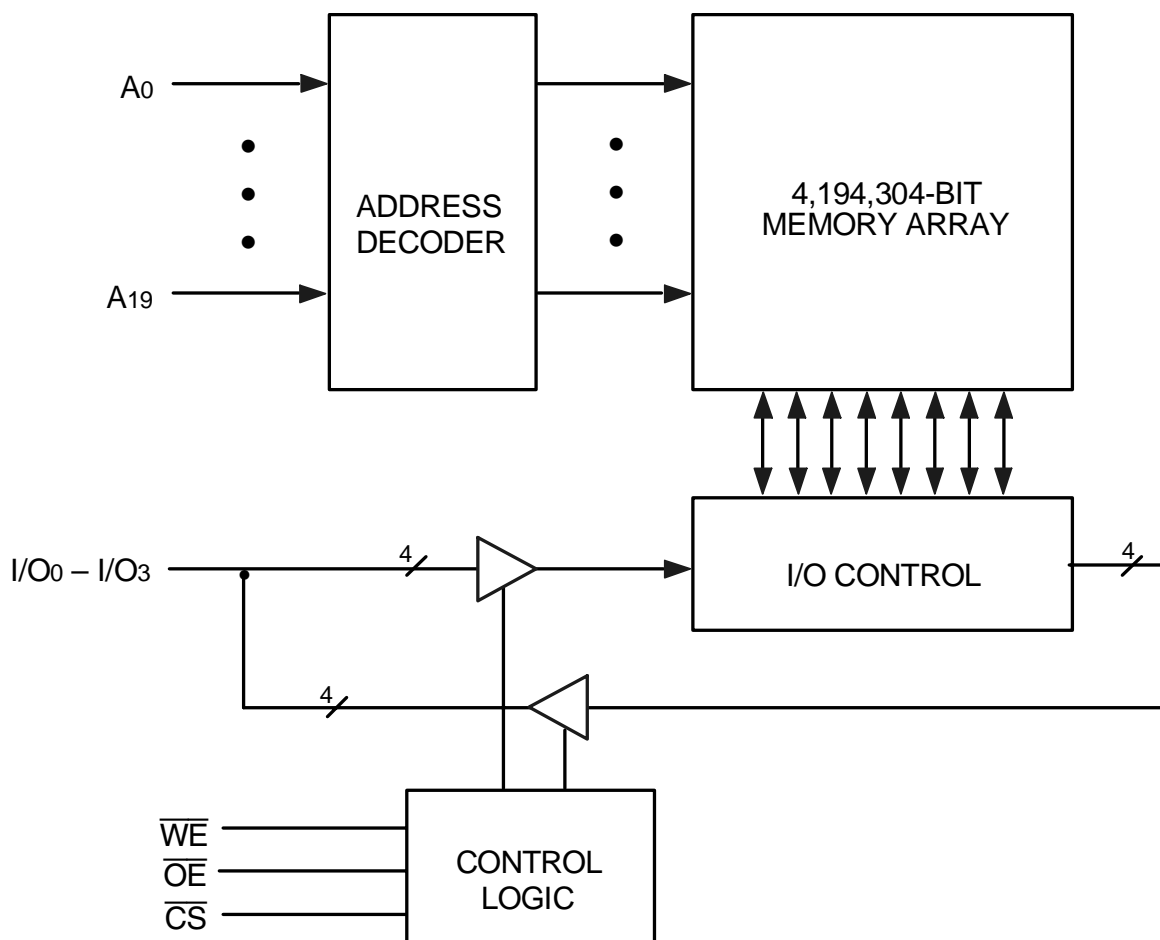 A0
A19
ADDRESS
DECODER
4,194,304-BIT
MEMORY ARRAY
I/O0 – I/O3
4
I/O CONTROL
4
4
WE
OE
CS
CONTROL
LOGIC